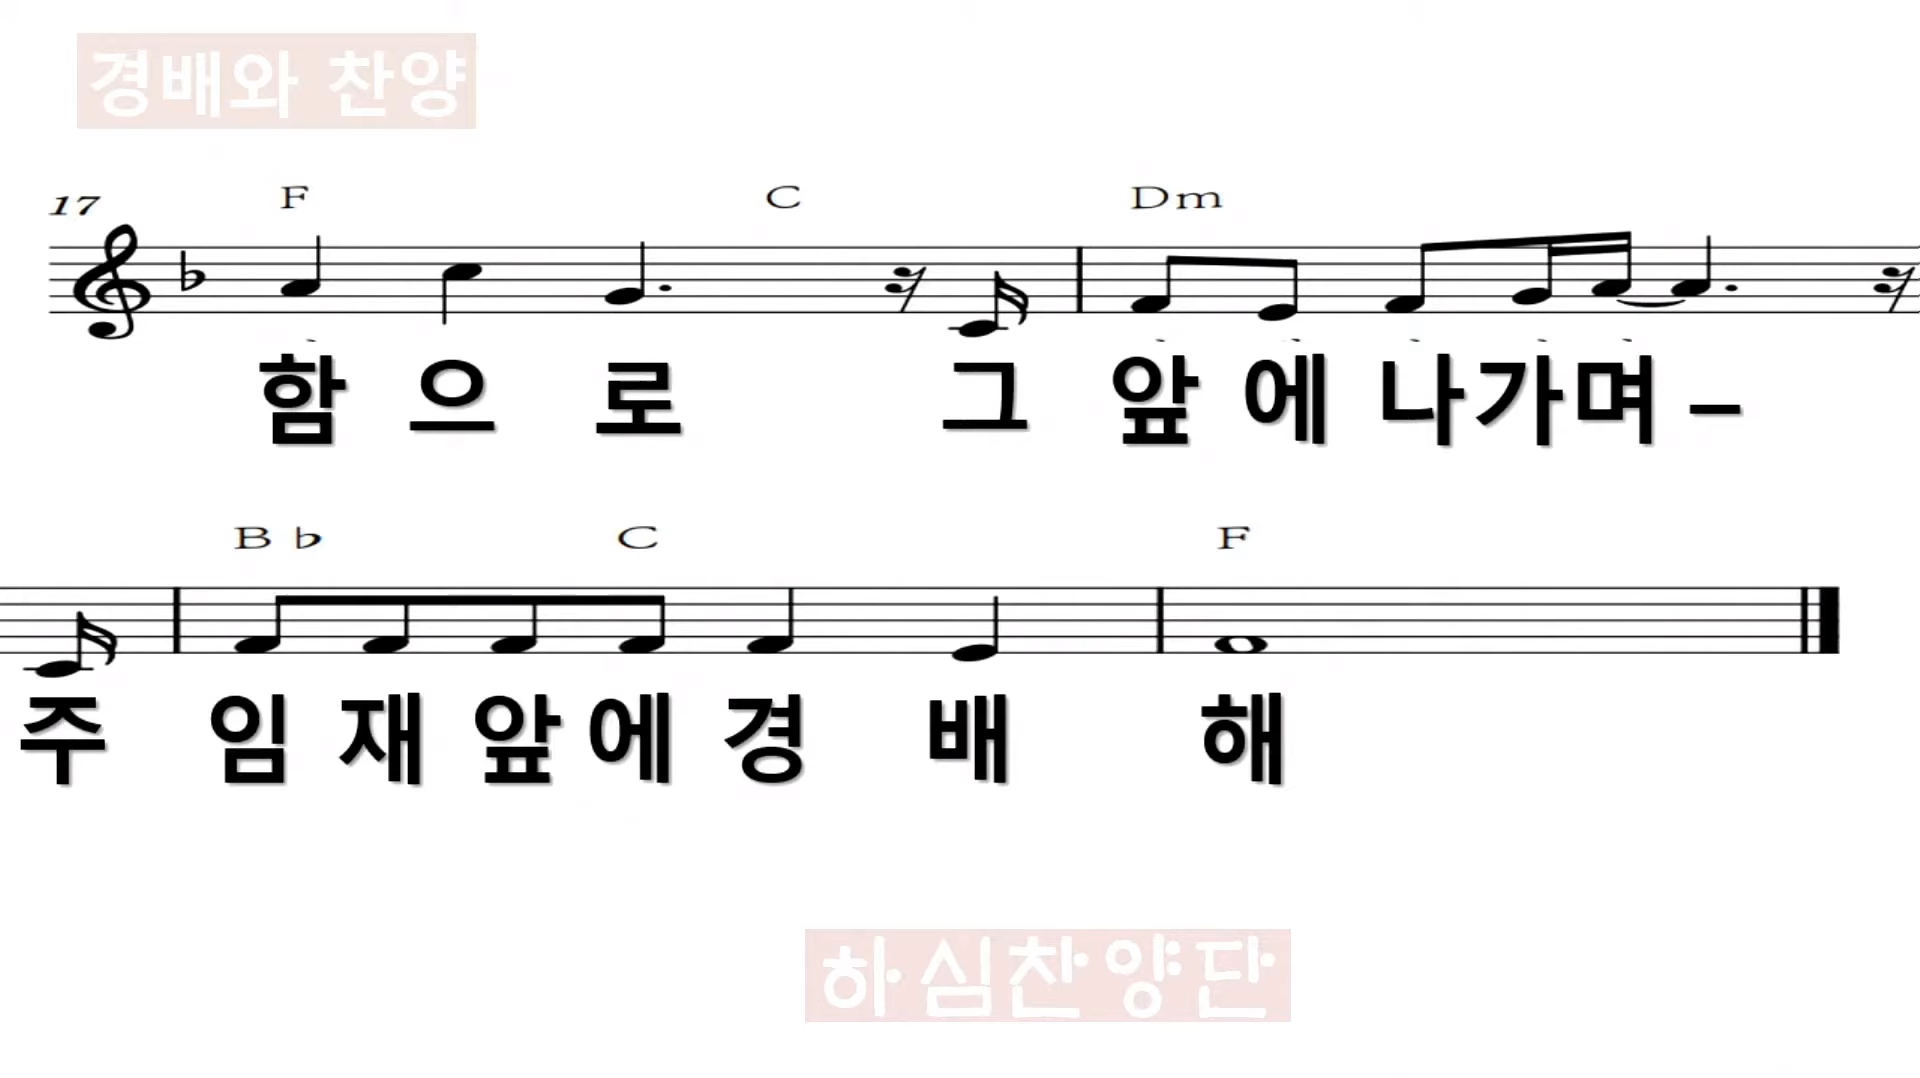 경배와 찬양
17 F C Dm
함 으 로 그 앞 에 나가며 –
B♭ C F
주 임 재 앞 에 경 배 해
하심찬양단